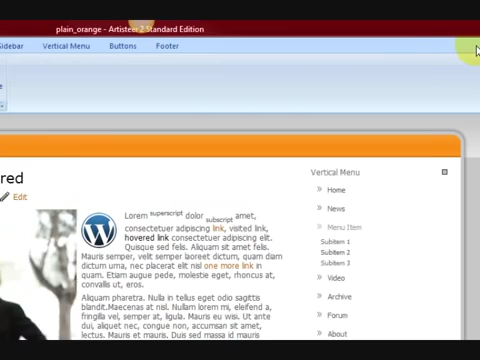 plain_orange - Artisteer 2 Standard Edition
Sidebar Vertical Menu Buttons Footer
red
Edit
Lorem superscript dolor subscript amet,
consectetuer adipiscing link, visited link,
hovered link consectetuer adipiscing elit.
Quisque sed felis. Aliquam sit amet felis.
Mauris semper, velit semper laoreet dictum, quam diam
dictum urna, nec placerat elit nisl one more link in
quam. Etiam augue pede, molestie eget, rhoncus at,
convallis ut, eros.
Aliquam pharetra. Nulla in tellus eget odio sagittis
blandit.Maecenas at nisl. Nullam lorem mi, eleifend a,
fringilla vel, semper at, ligula. Mauris eu wisi. Ut ante
dui, aliquet nec, congue non, accumsan sit amet,
lectus. Mauris et mauris. Duis sed massa id mauris
Vertical Menu
Home
News
Menu Item
Subitem 1
Subitem 2
Subitem 3
Video
Archive
Forum
About